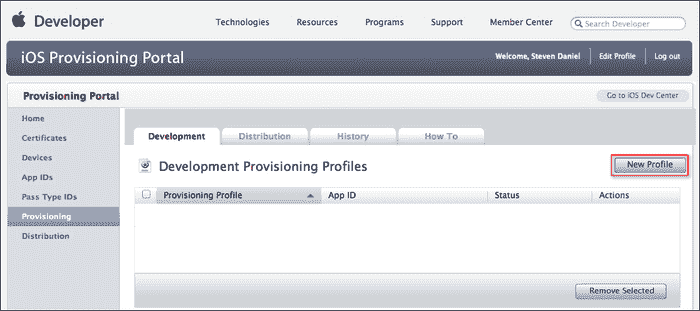 Developer
Technologies Resources Programs Support Member Center Search Developer
iOS Provisioning Portal
Welcome, Steven Daniel Edit Profile Log out
Provisioning Portal
Go to iOS Dev Center
Home
Certificates
Devices
App IDs
Pass Type IDs
Provisioning
Distribution
Development Distribution History How To
Development Provisioning Profiles
New Profile
Provisioning Profile App ID Status Actions
Remove Selected